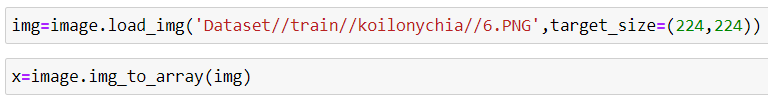 img=image.load_img('Dataset//train//koilonychia//6.PNG',target_size=(224,224))
x=image.img_to_array(img)